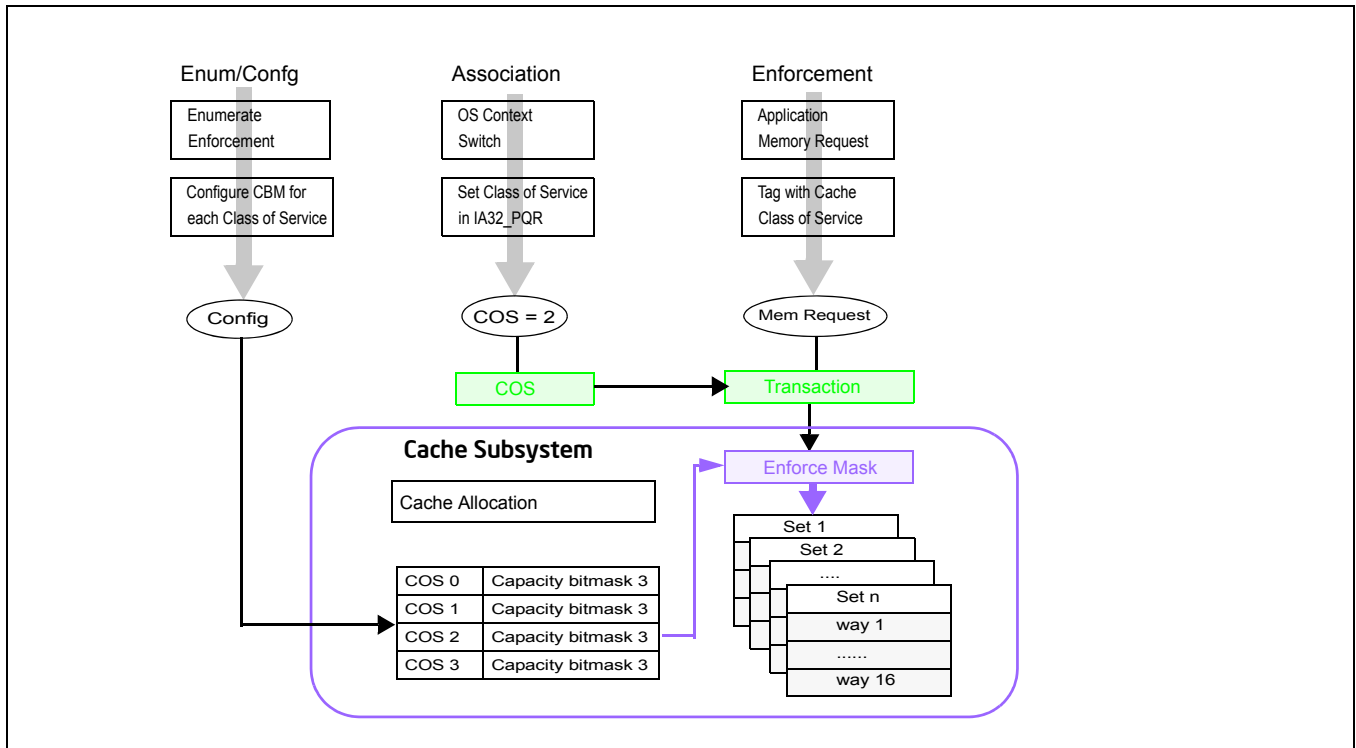 Enum/Confg
Association
Enforcement
Enumerate
Enforcement
OS Context
Switch
Application
Memory Request
Configure CBM for
each Class of Service
Set Class of Service
in IA32_PQR
Tag with Cache
Class of Service
Config
COS = 2
Mem Request
COS
Transaction
Cache Subsystem
Enforce Mask
Cache Allocation
Set 1
Set 2
....
Set n
way 1
......
way 16
COS 0 Capacity bitmask 3
COS 1 Capacity bitmask 3
COS 2 Capacity bitmask 3
COS 3 Capacity bitmask 3